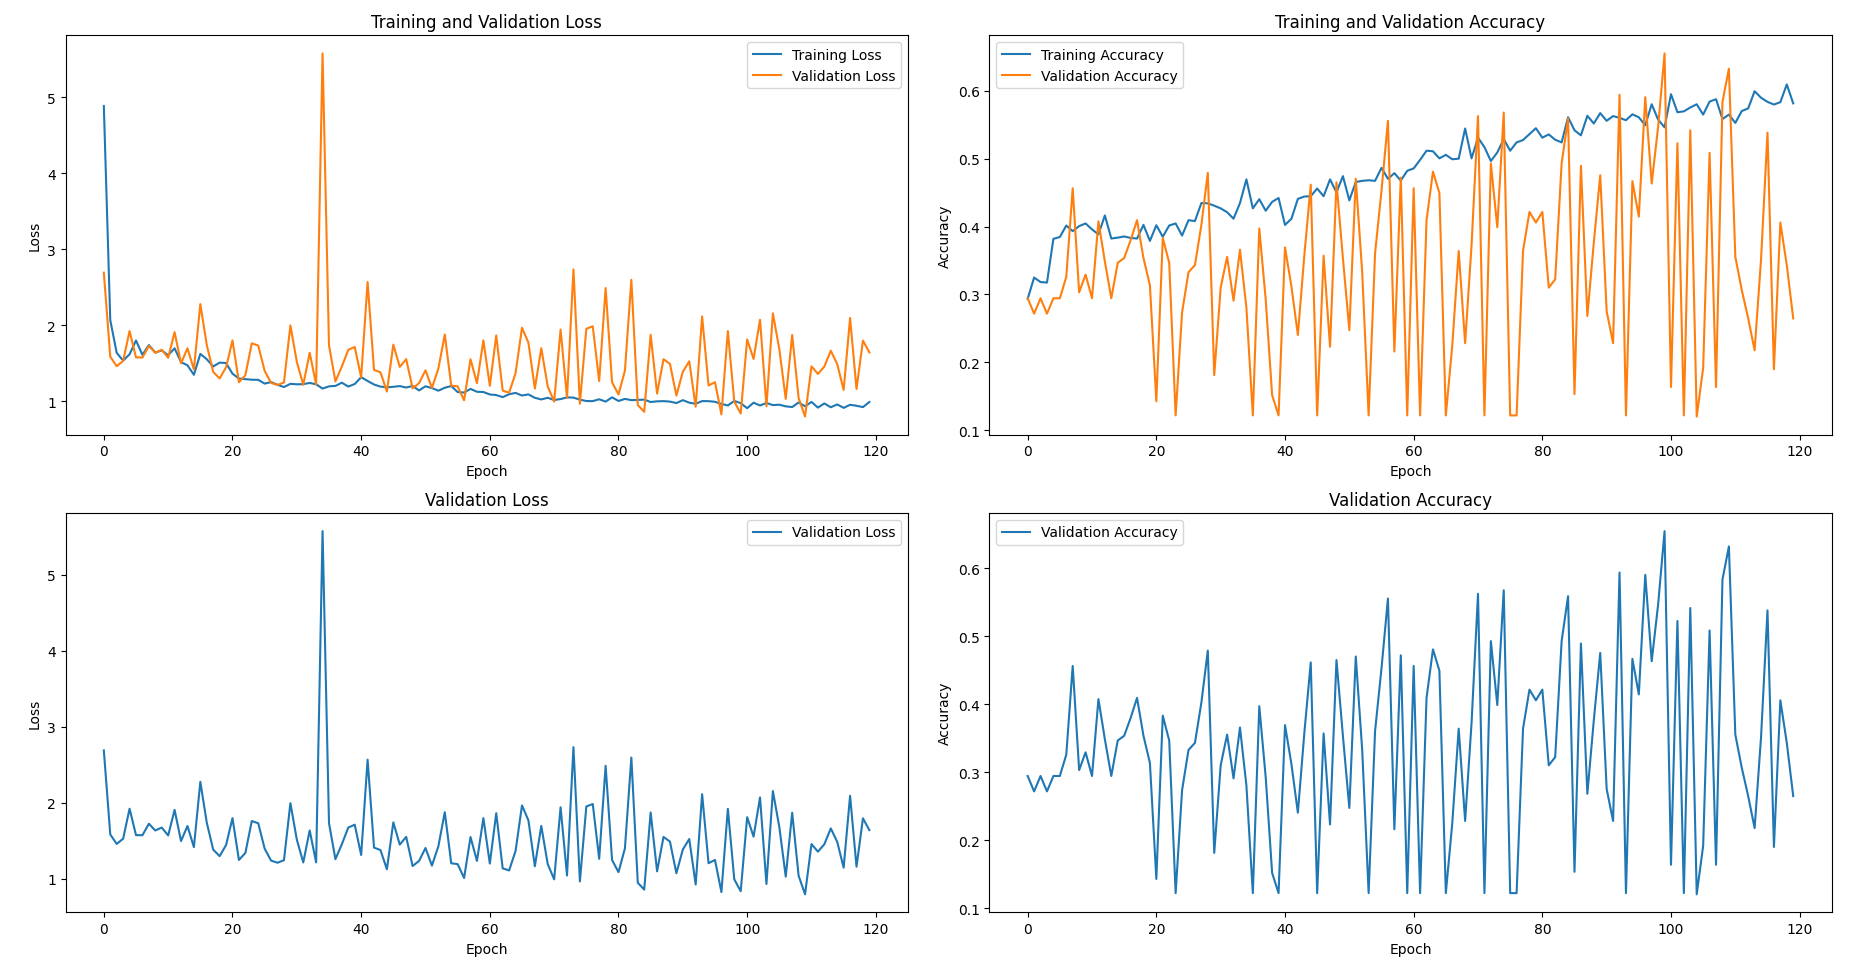 Training and Validation Loss
Training Loss
Validation Loss
5
4
3
2
1
Loss
0 20 40 60 80 100 120
Epoch
Training and Validation Accuracy
Training Accuracy
Validation Accuracy
0.6
0.5
0.4
0.3
0.2
0.1
Accuracy
0 20 40 60 80 100 120
Epoch
Validation Loss
Validation Loss
5
4
3
2
1
Loss
0 20 40 60 80 100 120
Epoch
Validation Accuracy
Validation Accuracy
0.6
0.5
0.4
0.3
0.2
0.1
Accuracy
0 20 40 60 80 100 120
Epoch